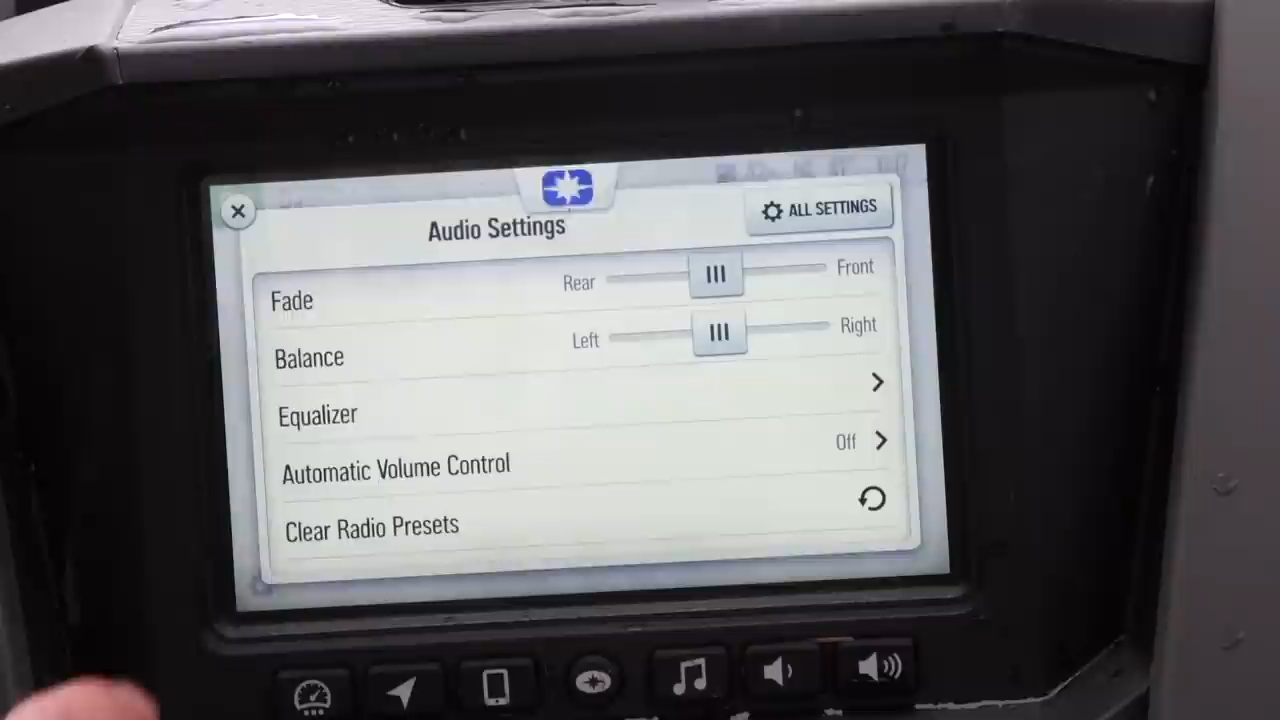 Audio Settings
ALL SETTINGS
Fade Rear Front
Balance Left Right
Equalizer
Automatic Volume Control Off
Clear Radio Presets